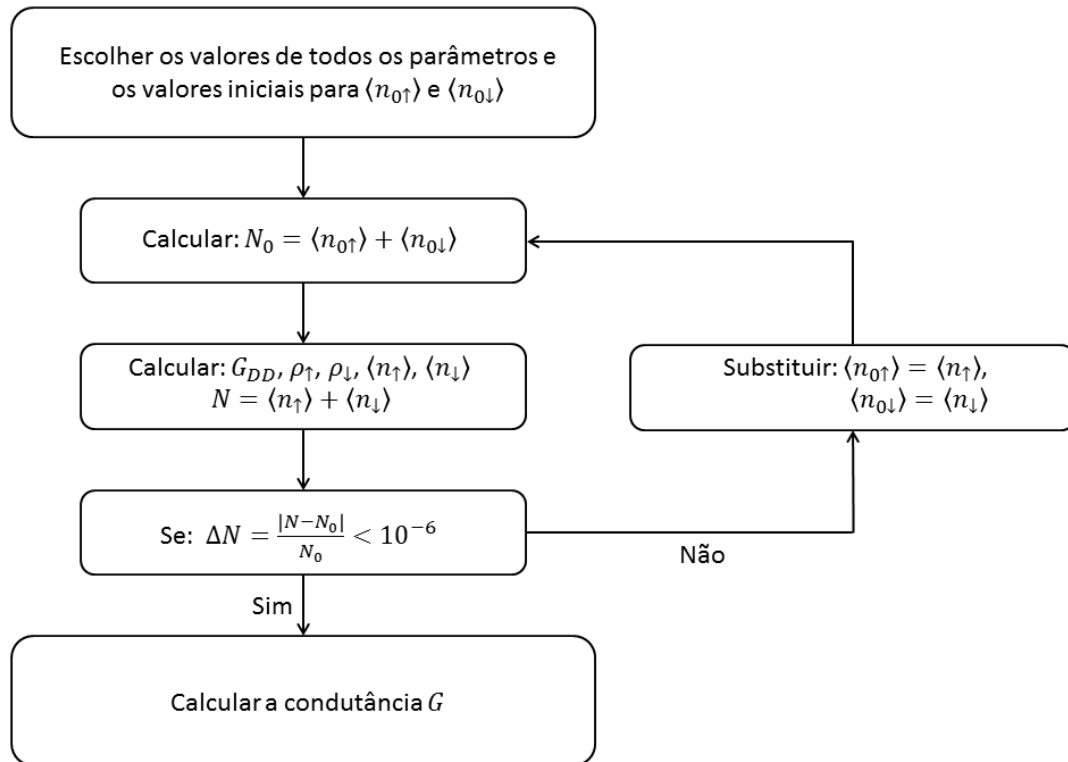 Escolher os valores de todos os parâmetros e
os valores iniciais para ⟨n₀↑⟩ e ⟨n₀↓⟩
Calcular: N₀ = ⟨n₀↑⟩ + ⟨n₀↓⟩
Calcular: G_DD, ρ↑, ρ↓, ⟨n↑⟩, ⟨n↓⟩
N = ⟨n↑⟩ + ⟨n↓⟩
Substituir: ⟨n₀↑⟩ = ⟨n↑⟩,
⟨n₀↓⟩ = ⟨n↓⟩
Se: ΔN = |N−N₀|/N₀ < 10⁻⁶
Não
Sim
Calcular a condutância G